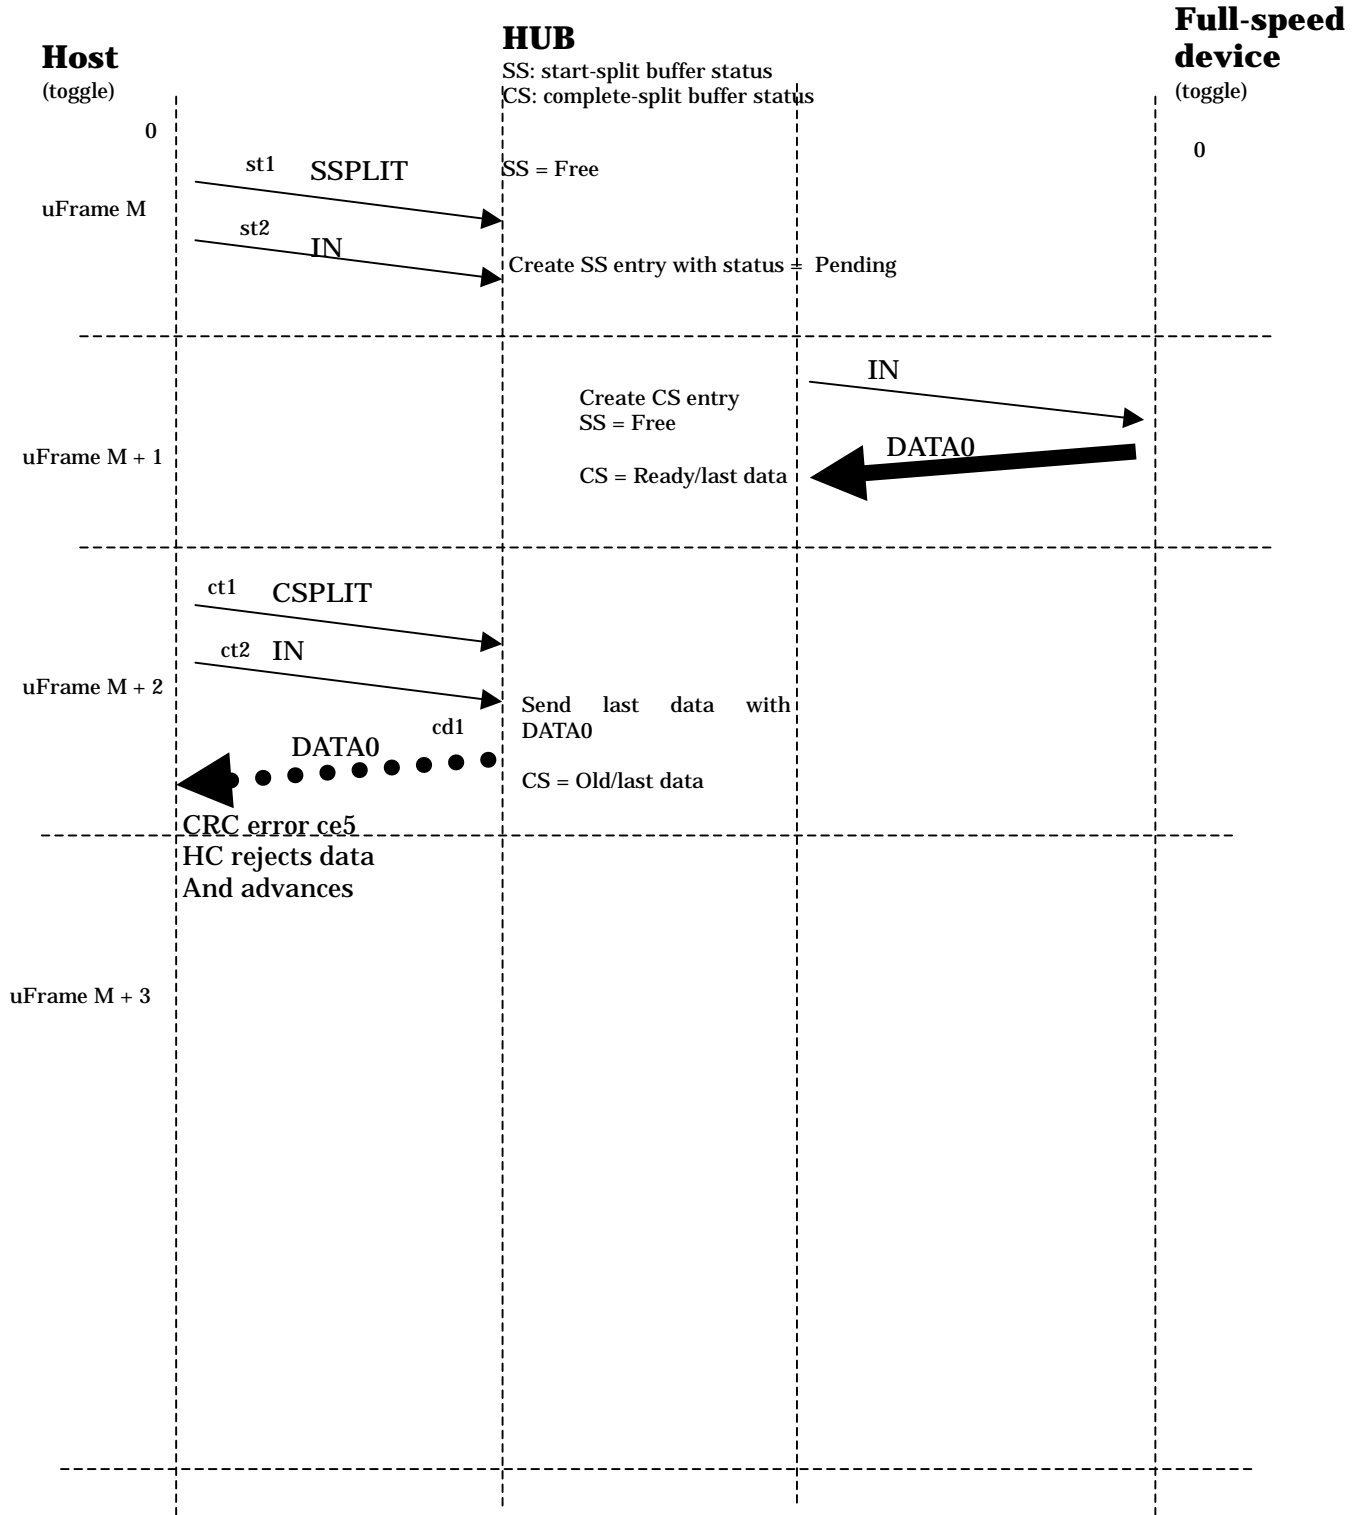 Host
(toggle)
HUB
SS: start-split buffer status
CS: complete-split buffer status
Full-speed
device
(toggle)
0
0
st1
SSPLIT
SS = Free
uFrame M
st2
IN
Create SS entry with status = Pending
IN
Create CS entry
SS = Free
DATA0
uFrame M + 1
CS = Ready/last data
ct1
CSPLIT
ct2
IN
uFrame M + 2
Send last data with
DATA0
cd1
DATA0
CS = Old/last data
CRC error ce5
HC rejects data
And advances
uFrame M + 3